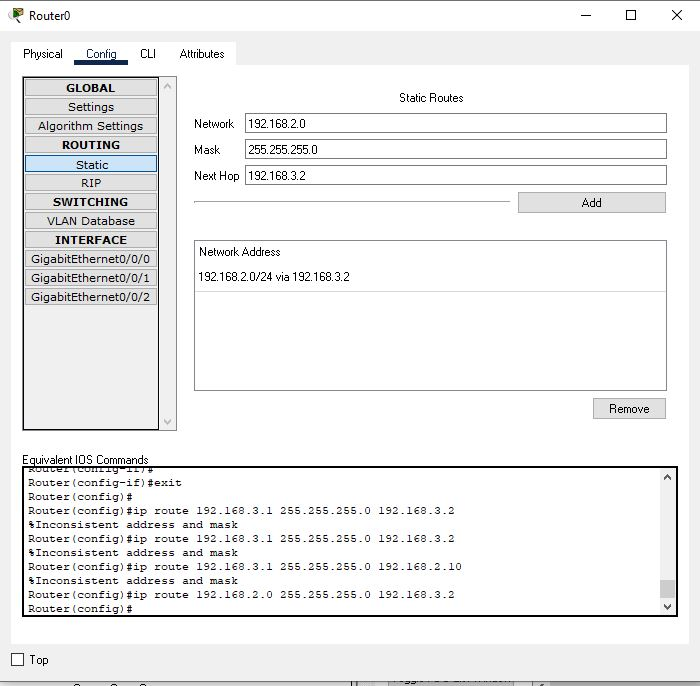 Router0
Physical Config CLI Attributes
GLOBAL
Settings
Algorithm Settings
ROUTING
Static
RIP
SWITCHING
VLAN Database
INTERFACE
GigabitEthernet0/0/0
GigabitEthernet0/0/1
GigabitEthernet0/0/2
Static Routes
Network 192.168.2.0
Mask 255.255.255.0
Next Hop 192.168.3.2
Add
Network Address
192.168.2.0/24 via 192.168.3.2
Remove
Equivalent IOS Commands
Router(config-if)#
Router(config-if)#exit
Router(config)#
Router(config)#ip route 192.168.3.1 255.255.255.0 192.168.3.2
%Inconsistent address and mask
Router(config)#ip route 192.168.3.1 255.255.255.0 192.168.3.2
%Inconsistent address and mask
Router(config)#ip route 192.168.3.1 255.255.255.0 192.168.2.10
%Inconsistent address and mask
Router(config)#ip route 192.168.2.0 255.255.255.0 192.168.3.2
Router(config)#
Top